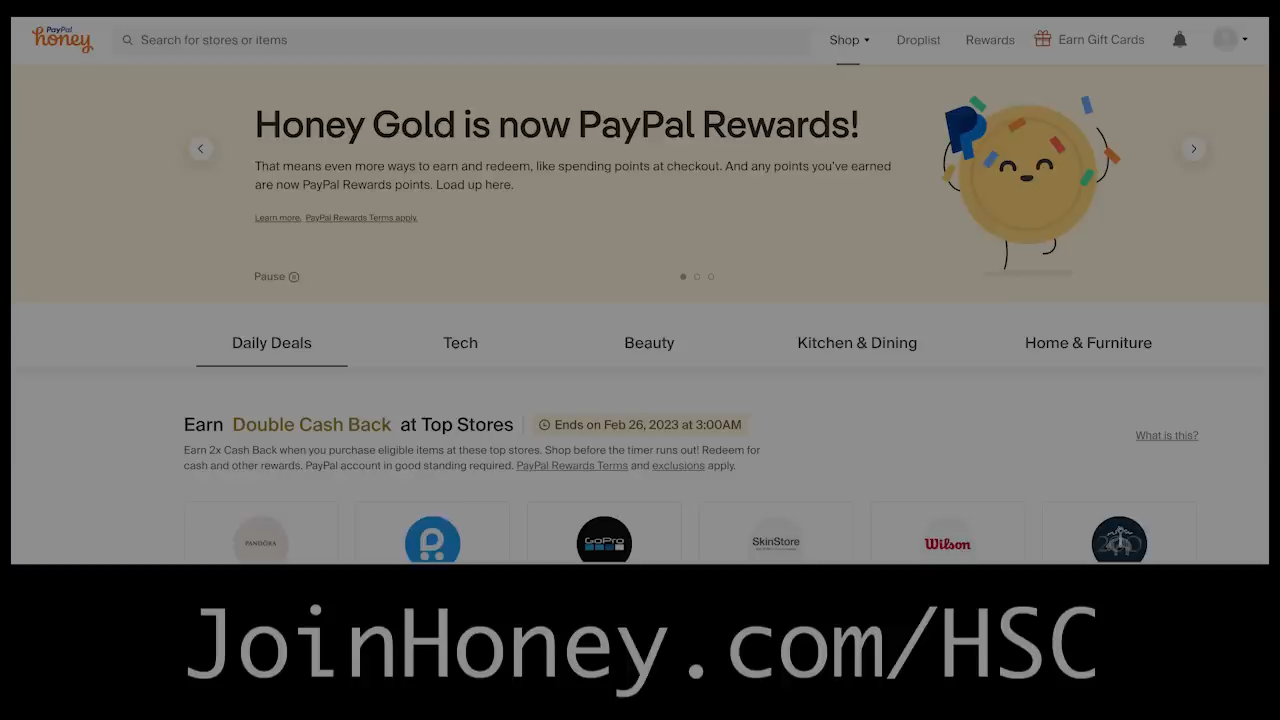 PayPal
honey
Search for stores or items
Shop
Droplist
Rewards
Earn Gift Cards
Honey Gold is now PayPal Rewards!
That means even more ways to earn and redeem, like spending points at checkout. And any points you've earned
are now PayPal Rewards points. Load up here.
Learn more. PayPal Rewards Terms apply.
Pause
Daily Deals
Tech
Beauty
Kitchen & Dining
Home & Furniture
Earn Double Cash Back at Top Stores
Ends on Feb 26, 2023 at 3:00AM
What is this?
Earn 2x Cash Back when you purchase eligible items at these top stores. Shop before the timer runs out! Redeem for
cash and other rewards. PayPal account in good standing required. PayPal Rewards Terms and exclusions apply.
PANDORA
GoPro
SkinStore
Wilson
JoinHoney.com/HSC